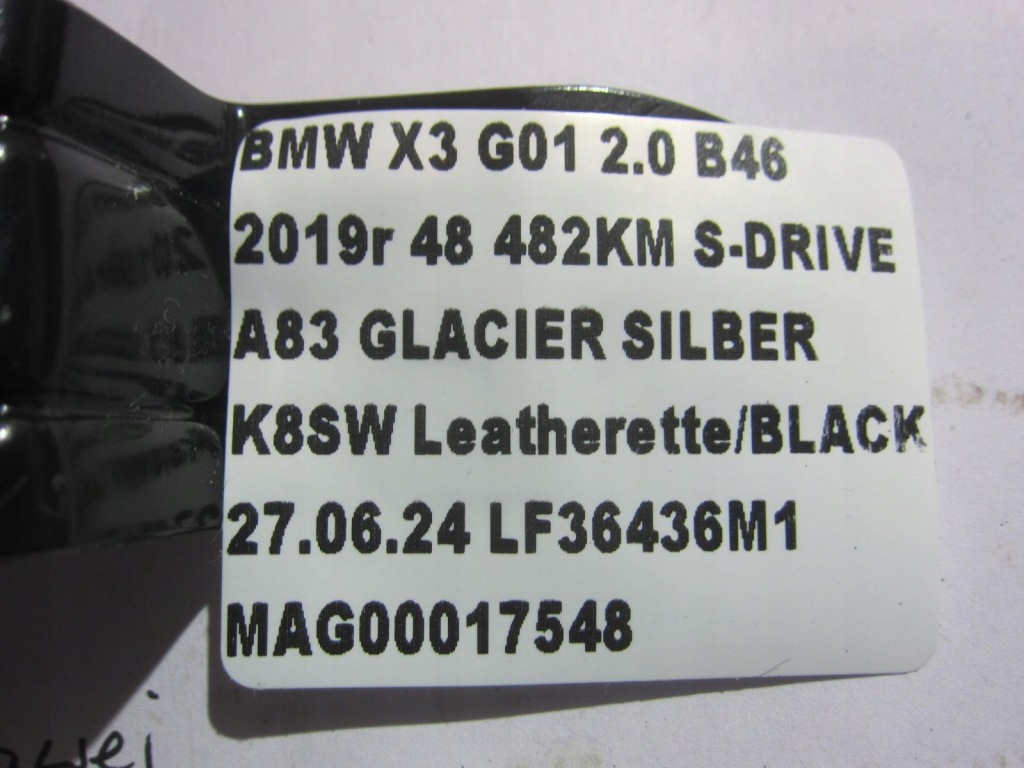 BMW X3 G01 2.0 B46
2019r 48 482KM S-DRIVE
A83 GLACIER SILBER
K8SW Leatherette/BLACK
27.06.24 LF36436M1
MAG00017548